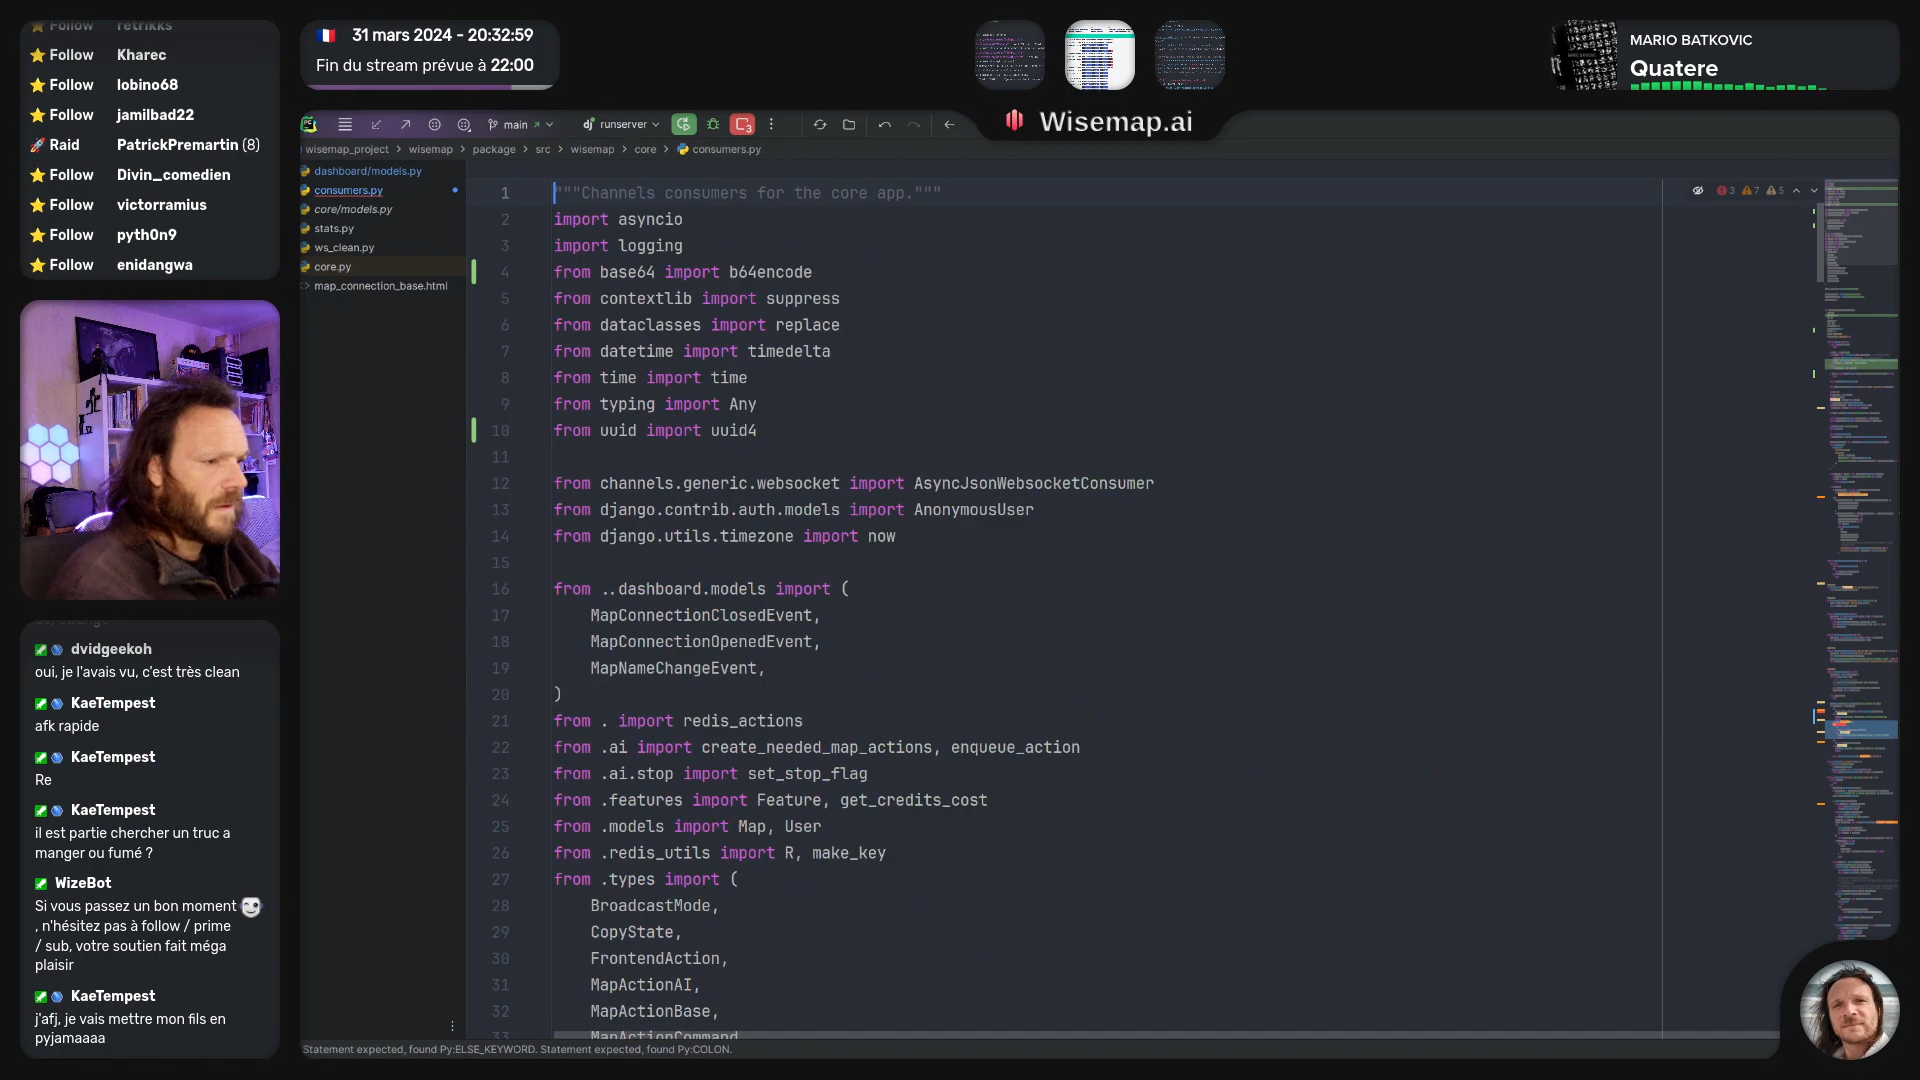 Follow retrikks
Follow Kharec
Follow lobino68
Follow jamilbad22
Raid PatrickPremartin (8)
Follow Divin_comedien
Follow victorramius
Follow pyth0n9
Follow enidangwa
31 mars 2024 - 20:32:59
Fin du stream prévue à 22:00
MARIO BATKOVIC
Quatere
Wisemap.ai
main
dj runserver
3
wisemap_project > wisemap > package > src > wisemap > core > consumers.py
dashboard/models.py
consumers.py
core/models.py
stats.py
ws_clean.py
core.py
map_connection_base.html
3 7 5
1 """Channels consumers for the core app."""
2 import asyncio
3 import logging
4 from base64 import b64encode
5 from contextlib import suppress
6 from dataclasses import replace
7 from datetime import timedelta
8 from time import time
9 from typing import Any
10 from uuid import uuid4
11
12 from channels.generic.websocket import AsyncJsonWebsocketConsumer
13 from django.contrib.auth.models import AnonymousUser
14 from django.utils.timezone import now
15
16 from ..dashboard.models import (
17 MapConnectionClosedEvent,
18 MapConnectionOpenedEvent,
19 MapNameChangeEvent,
20 )
21 from . import redis_actions
22 from .ai import create_needed_map_actions, enqueue_action
23 from .ai.stop import set_stop_flag
24 from .features import Feature, get_credits_cost
25 from .models import Map, User
26 from .redis_utils import R, make_key
27 from .types import (
28 BroadcastMode,
29 CopyState,
30 FrontendAction,
31 MapActionAI,
32 MapActionBase,
33 MapActionCommand
Statement expected, found Py:ELSE_KEYWORD. Statement expected, found Py:COLON.
dvidgeekoh
oui, je l'avais vu, c'est très clean
KaeTempest
afk rapide
KaeTempest
Re
KaeTempest
il est partie chercher un truc a
manger ou fumé ?
WizeBot
Si vous passez un bon moment
, n'hésitez pas à follow / prime
/ sub, votre soutien fait méga
plaisir
KaeTempest
j'afj, je vais mettre mon fils en
pyjamaaaa